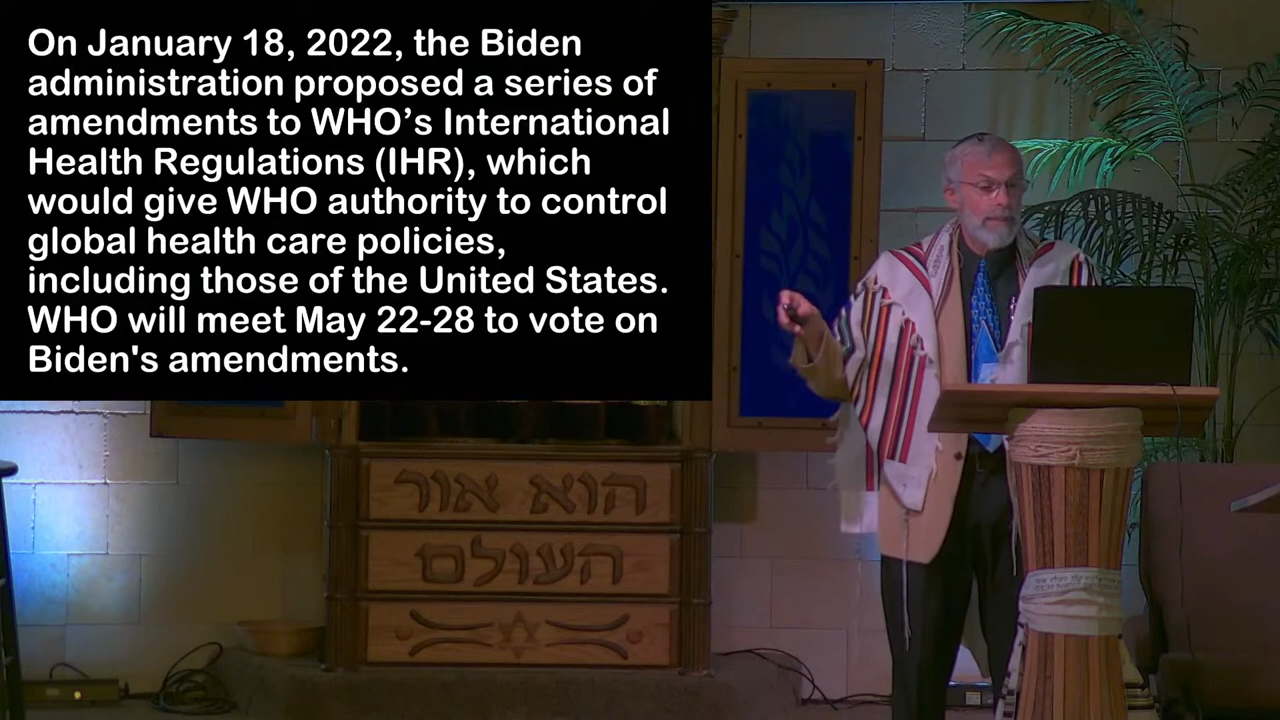 On January 18, 2022, the Biden
administration proposed a series of
amendments to WHO’s International
Health Regulations (IHR), which
would give WHO authority to control
global health care policies,
including those of the United States.
WHO will meet May 22-28 to vote on
Biden's amendments.
הוא אור
העולם